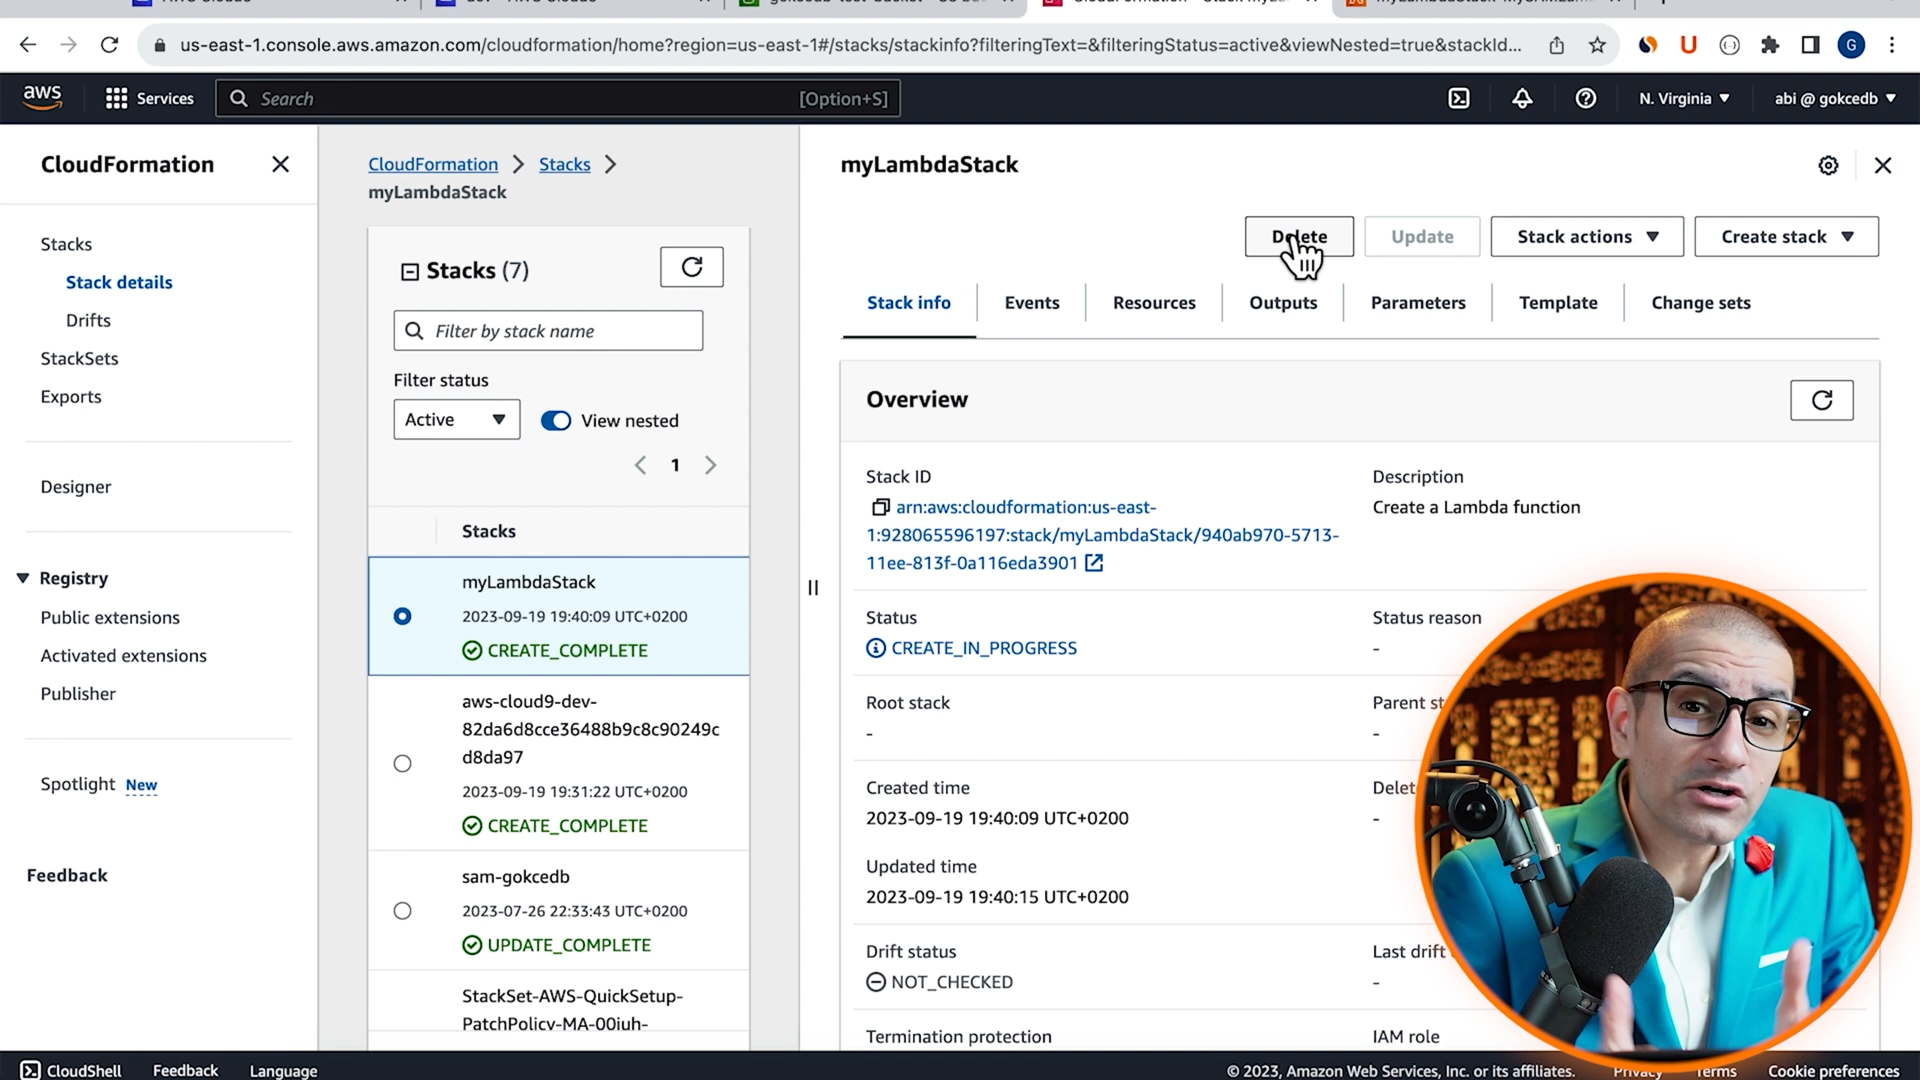 us-east-1.console.aws.amazon.com/cloudformation/home?region=us-east-1#/stacks/stackinfo?filteringText=&filteringStatus=active&viewNested=true&stackId...
G
aws
Services
Search
[Option+S]
N. Virginia
abi @ gokcedb
CloudFormation
Stacks
Stack details
Drifts
StackSets
Exports
Designer
Registry
Public extensions
Activated extensions
Publisher
Spotlight New
Feedback
CloudFormation
Stacks
myLambdaStack
Stacks (7)
Filter by stack name
Filter status
Active
View nested
1
Stacks
myLambdaStack
2023-09-19 19:40:09 UTC+0200
CREATE_COMPLETE
aws-cloud9-dev-
82da6d8cce36488b9c8c90249c
d8da97
2023-09-19 19:31:22 UTC+0200
CREATE_COMPLETE
sam-gokcedb
2023-07-26 22:33:43 UTC+0200
UPDATE_COMPLETE
StackSet-AWS-QuickSetup-
PatchPolicy-MA-00iuh-
myLambdaStack
Delete
Update
Stack actions
Create stack
Stack info
Events
Resources
Outputs
Parameters
Template
Change sets
Overview
Stack ID
arn:aws:cloudformation:us-east-
1:928065596197:stack/myLambdaStack/940ab970-5713-
11ee-813f-0a116eda3901
Description
Create a Lambda function
Status
CREATE_IN_PROGRESS
Status reason
-
Root stack
-
Parent st
-
Created time
2023-09-19 19:40:09 UTC+0200
Delet
-
Updated time
2023-09-19 19:40:15 UTC+0200
Drift status
NOT_CHECKED
Last drift
-
Termination protection
IAM role
CloudShell
Feedback
Language
© 2023, Amazon Web Services, Inc. or its affiliates.
Privacy
Terms
Cookie preferences